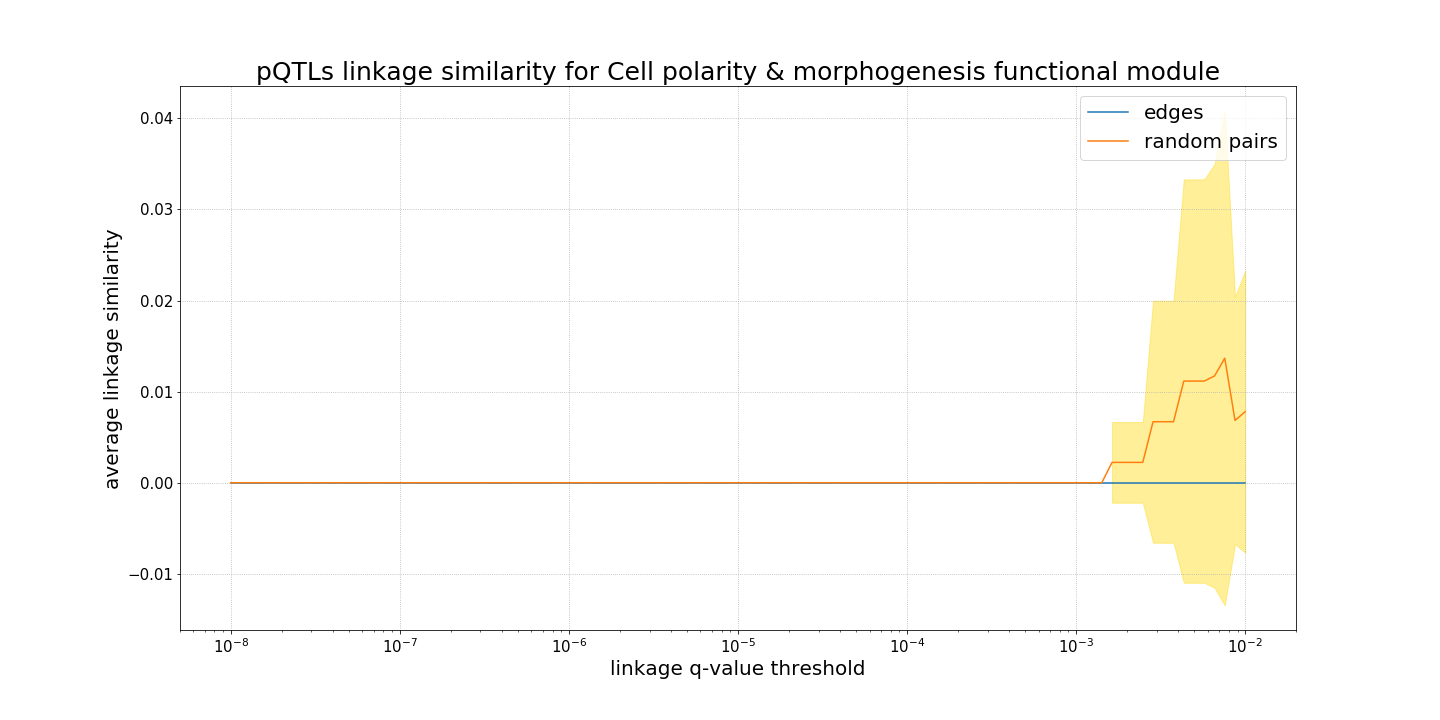 pQTLs linkage similarity for Cell polarity & morphogenesis functional module
edges
random pairs
average linkage similarity
0.04
0.03
0.02
0.01
0.00
−0.01
10⁻⁸ 10⁻⁷ 10⁻⁶ 10⁻⁵ 10⁻⁴ 10⁻³ 10⁻²
linkage q-value threshold